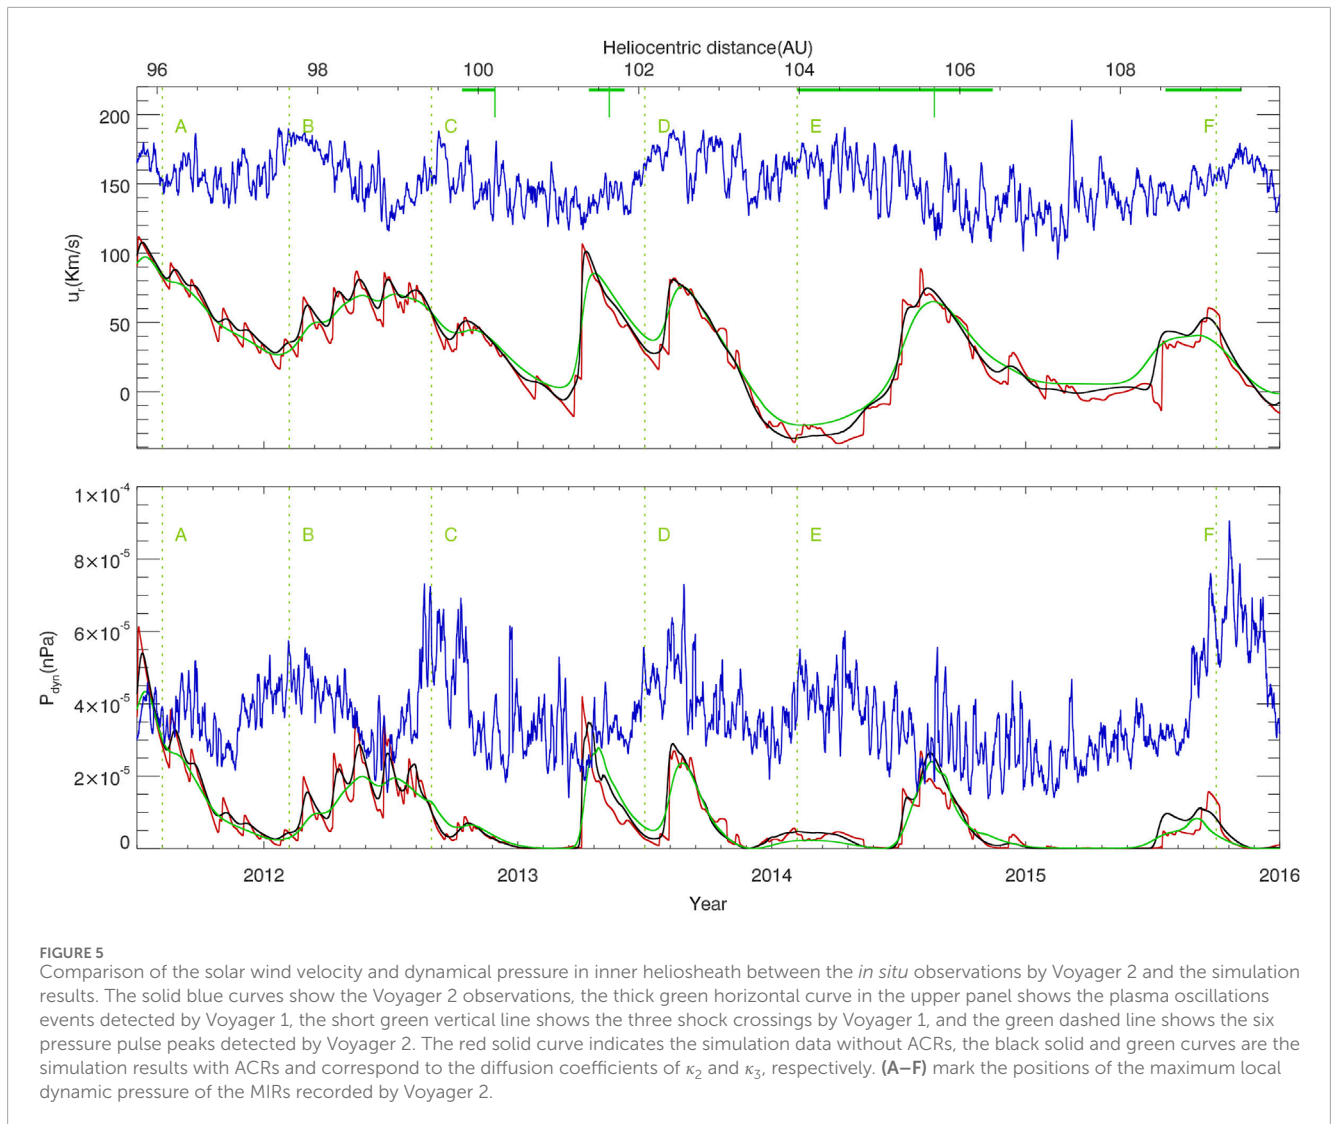 Heliocentric distance(AU)
96 98 100 102 104 106 108
200
150
100
50
0
u_r(Km/s)
A B C D E F
1×10⁻⁴
8×10⁻⁵
6×10⁻⁵
4×10⁻⁵
2×10⁻⁵
0
P_dyn(nPa)
A B C D E F
2012 2013 2014 2015 2016
Year
FIGURE 5
Comparison of the solar wind velocity and dynamical pressure in inner heliosheath between the in situ observations by Voyager 2 and the simulation
results. The solid blue curves show the Voyager 2 observations, the thick green horizontal curve in the upper panel shows the plasma oscillations
events detected by Voyager 1, the short green vertical line shows the three shock crossings by Voyager 1, and the green dashed line shows the six
pressure pulse peaks detected by Voyager 2. The red solid curve indicates the simulation data without ACRs, the black solid and green curves are the
simulation results with ACRs and correspond to the diffusion coefficients of κ₂ and κ₃, respectively. (A–F) mark the positions of the maximum local
dynamic pressure of the MIRs recorded by Voyager 2.